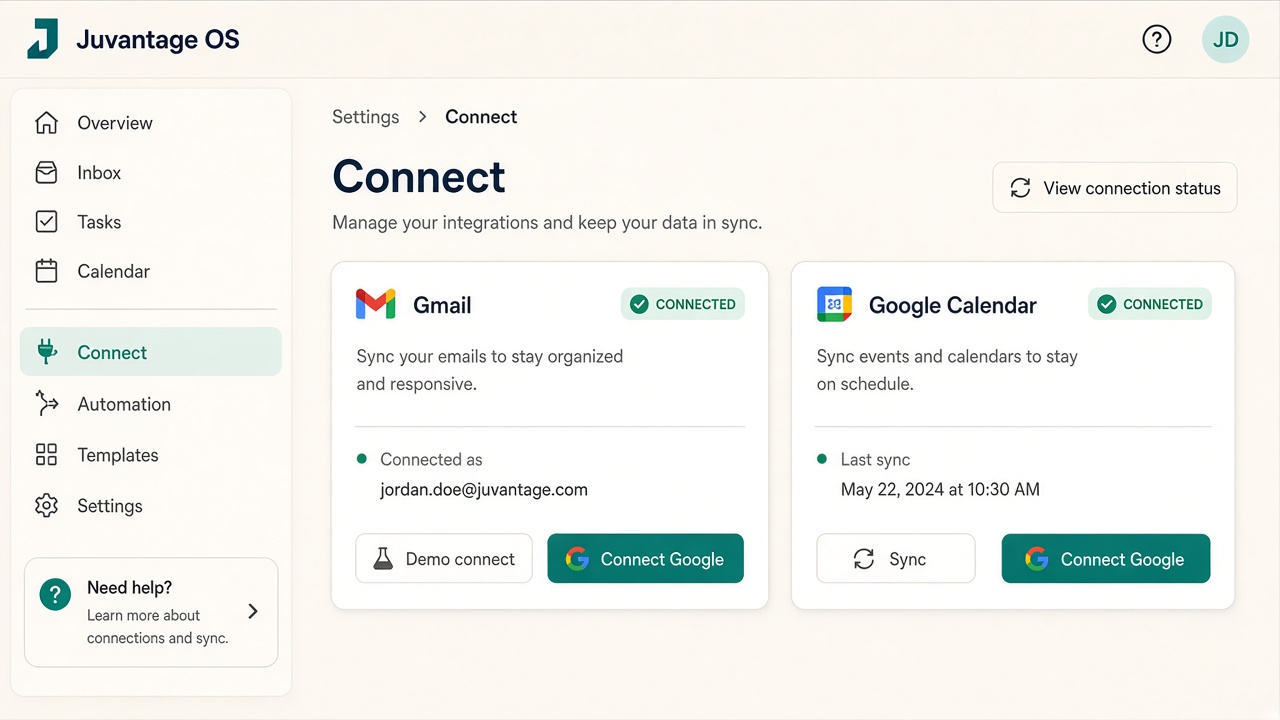 Juvantage OS
JD
Overview
Inbox
Tasks
Calendar
Connect
Automation
Templates
Settings
Need help?
Learn more about
connections and sync.
Settings > Connect
Connect
Manage your integrations and keep your data in sync.
View connection status
Gmail
CONNECTED
Sync your emails to stay organized
and responsive.
Connected as
jordan.doe@juvantage.com
Demo connect
Connect Google
Google Calendar
CONNECTED
Sync events and calendars to stay
on schedule.
Last sync
May 22, 2024 at 10:30 AM
Sync
Connect Google